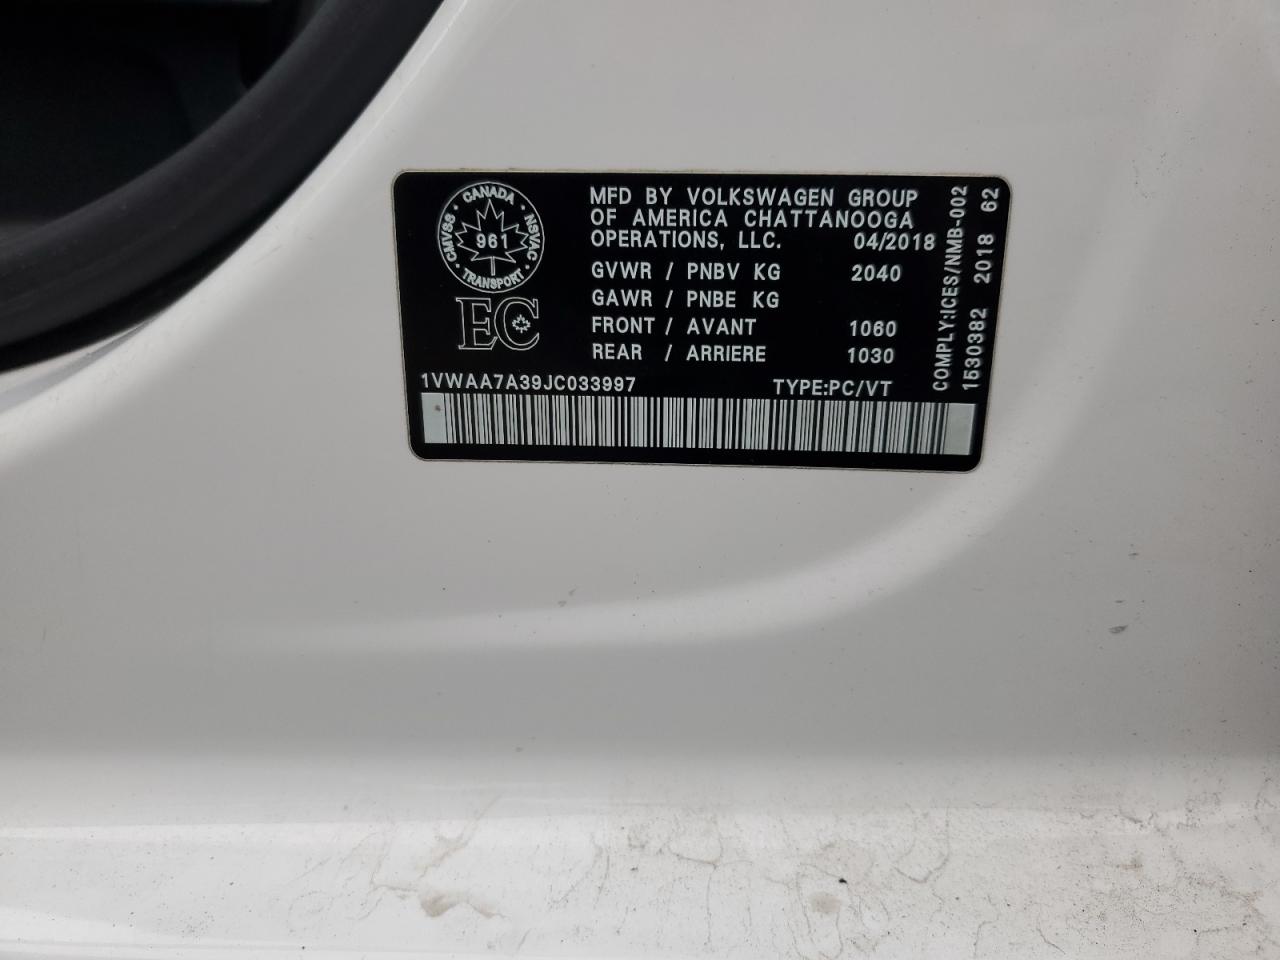 CANADA
CMVSS
NSVAC
961
TRANSPORT
EC
MFD BY VOLKSWAGEN GROUP
OF AMERICA CHATTANOOGA
OPERATIONS, LLC. 04/2018
GVWR / PNBV KG 2040
GAWR / PNBE KG
FRONT / AVANT 1060
REAR / ARRIERE 1030
1VWAA7A39JC033997 TYPE:PC/VT
COMPLY:ICES/NMB-002
1530382 2018 62